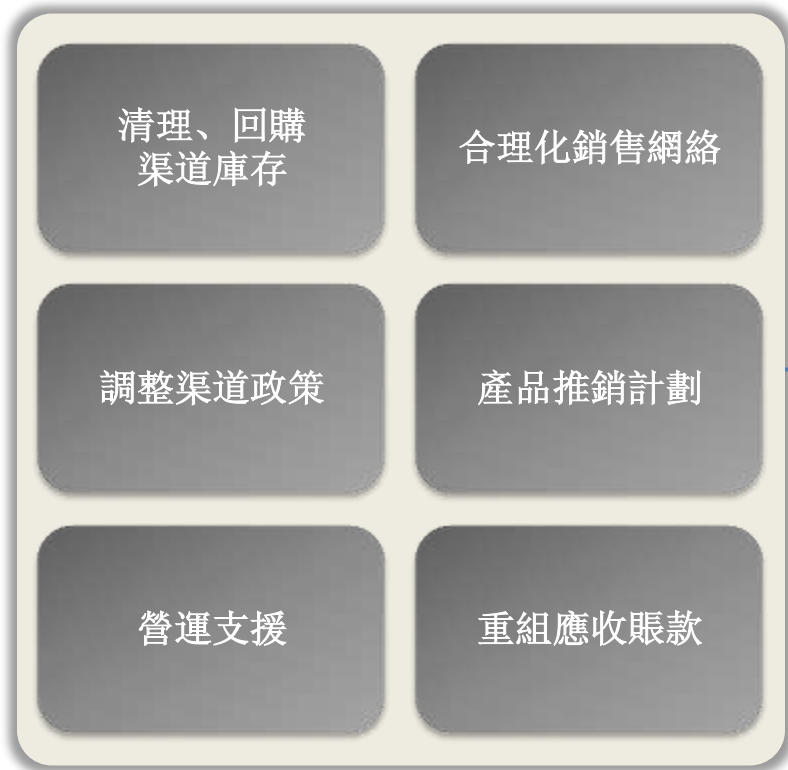 清理、回購
渠道庫存
合理化銷售網絡
調整渠道政策
產品推銷計劃
營運支援
重組應收賬款